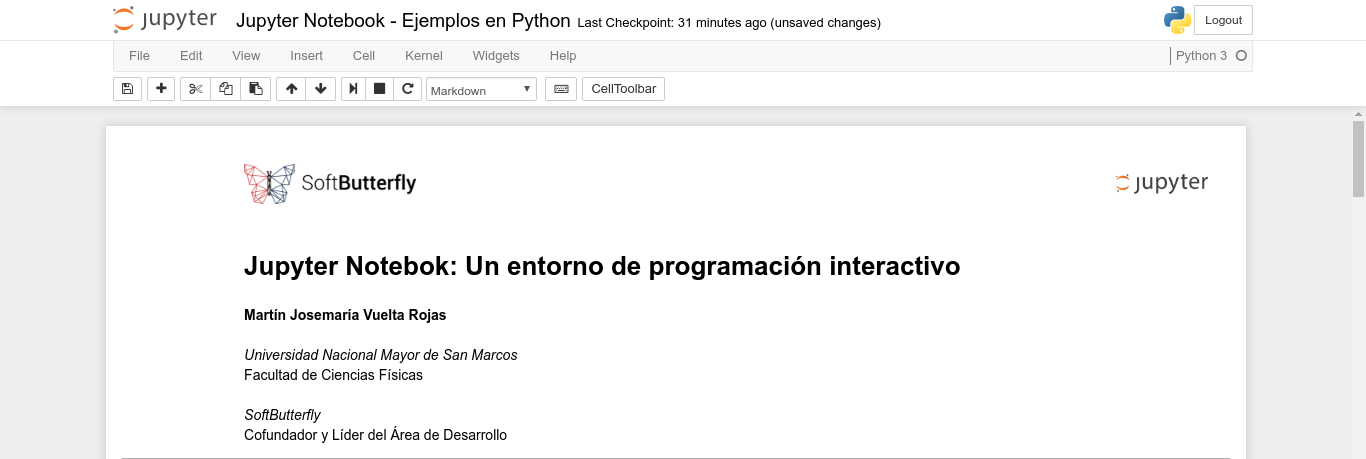 jupyter Jupyter Notebook - Ejemplos en Python Last Checkpoint: 31 minutes ago (unsaved changes) Logout
File Edit View Insert Cell Kernel Widgets Help Python 3
Markdown CellToolbar
SoftButterfly jupyter
Jupyter Notebok: Un entorno de programación interactivo
Martín Josemaría Vuelta Rojas
Universidad Nacional Mayor de San Marcos
Facultad de Ciencias Físicas
SoftButterfly
Cofundador y Líder del Área de Desarrollo